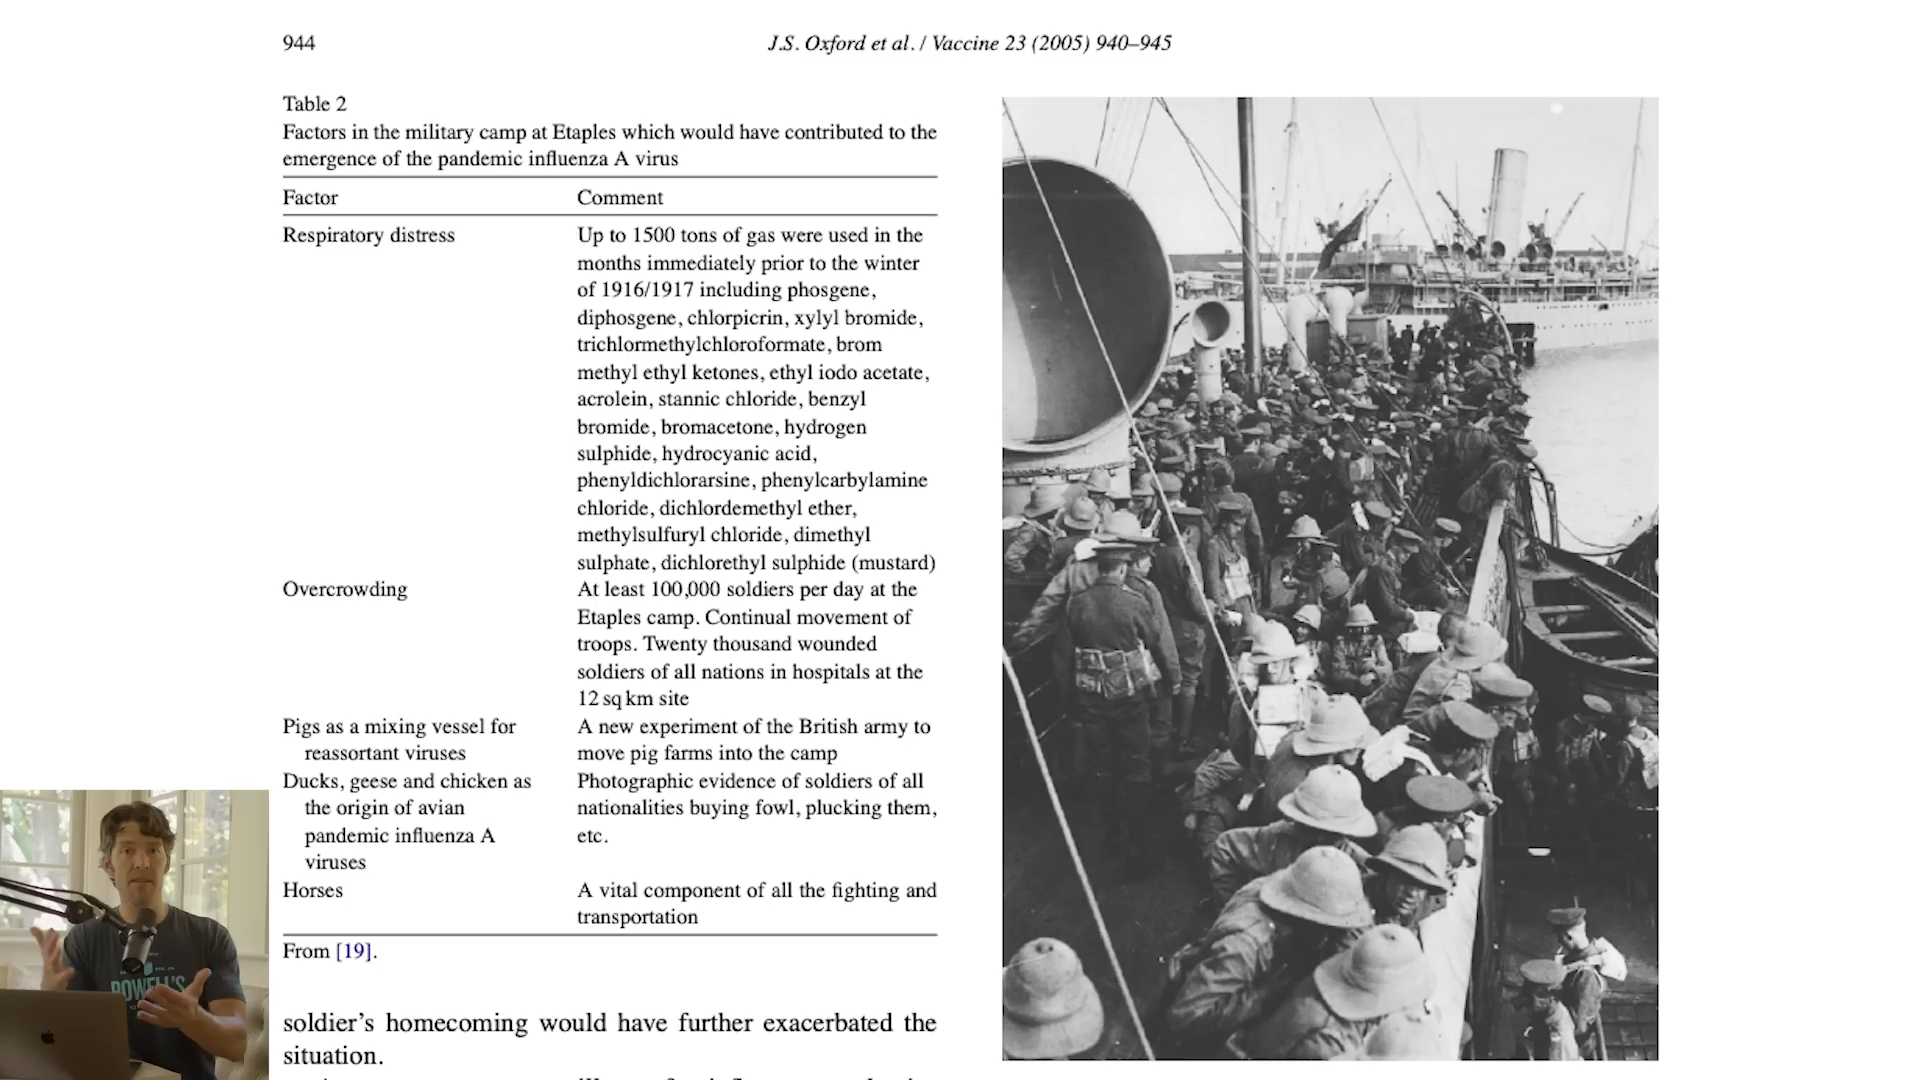 944
J.S. Oxford et al. / Vaccine 23 (2005) 940–945
Table 2
Factors in the military camp at Etaples which would have contributed to the
emergence of the pandemic influenza A virus
Factor Comment
Respiratory distress Up to 1500 tons of gas were used in the
months immediately prior to the winter
of 1916/1917 including phosgene,
diphosgene, chlorpicrin, xylyl bromide,
trichlormethylchloroformate, brom
methyl ethyl ketones, ethyl iodo acetate,
acrolein, stannic chloride, benzyl
bromide, bromacetone, hydrogen
sulphide, hydrocyanic acid,
phenyldichlorarsine, phenylcarbylamine
chloride, dichlordemethyl ether,
methylsulfuryl chloride, dimethyl
sulphate, dichlorethyl sulphide (mustard)
Overcrowding At least 100,000 soldiers per day at the
Etaples camp. Continual movement of
troops. Twenty thousand wounded
soldiers of all nations in hospitals at the
12 sq km site
Pigs as a mixing vessel for A new experiment of the British army to
reassortant viruses move pig farms into the camp
Ducks, geese and chicken as Photographic evidence of soldiers of all
the origin of avian nationalities buying fowl, plucking them,
pandemic influenza A etc.
viruses
Horses A vital component of all the fighting and
transportation
From [19].
soldier's homecoming would have further exacerbated the
situation.
POWELL'S